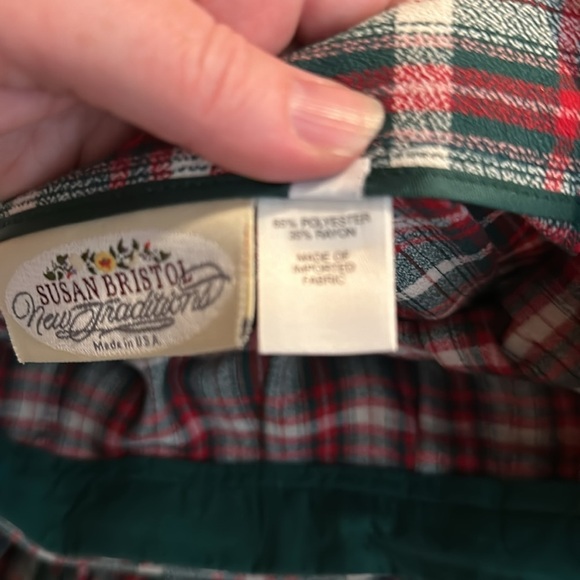 SUSAN BRISTOL
New Traditions
Made in U.S.A.
65% POLYESTER
35% RAYON
MADE OF
IMPORTED
FABRIC